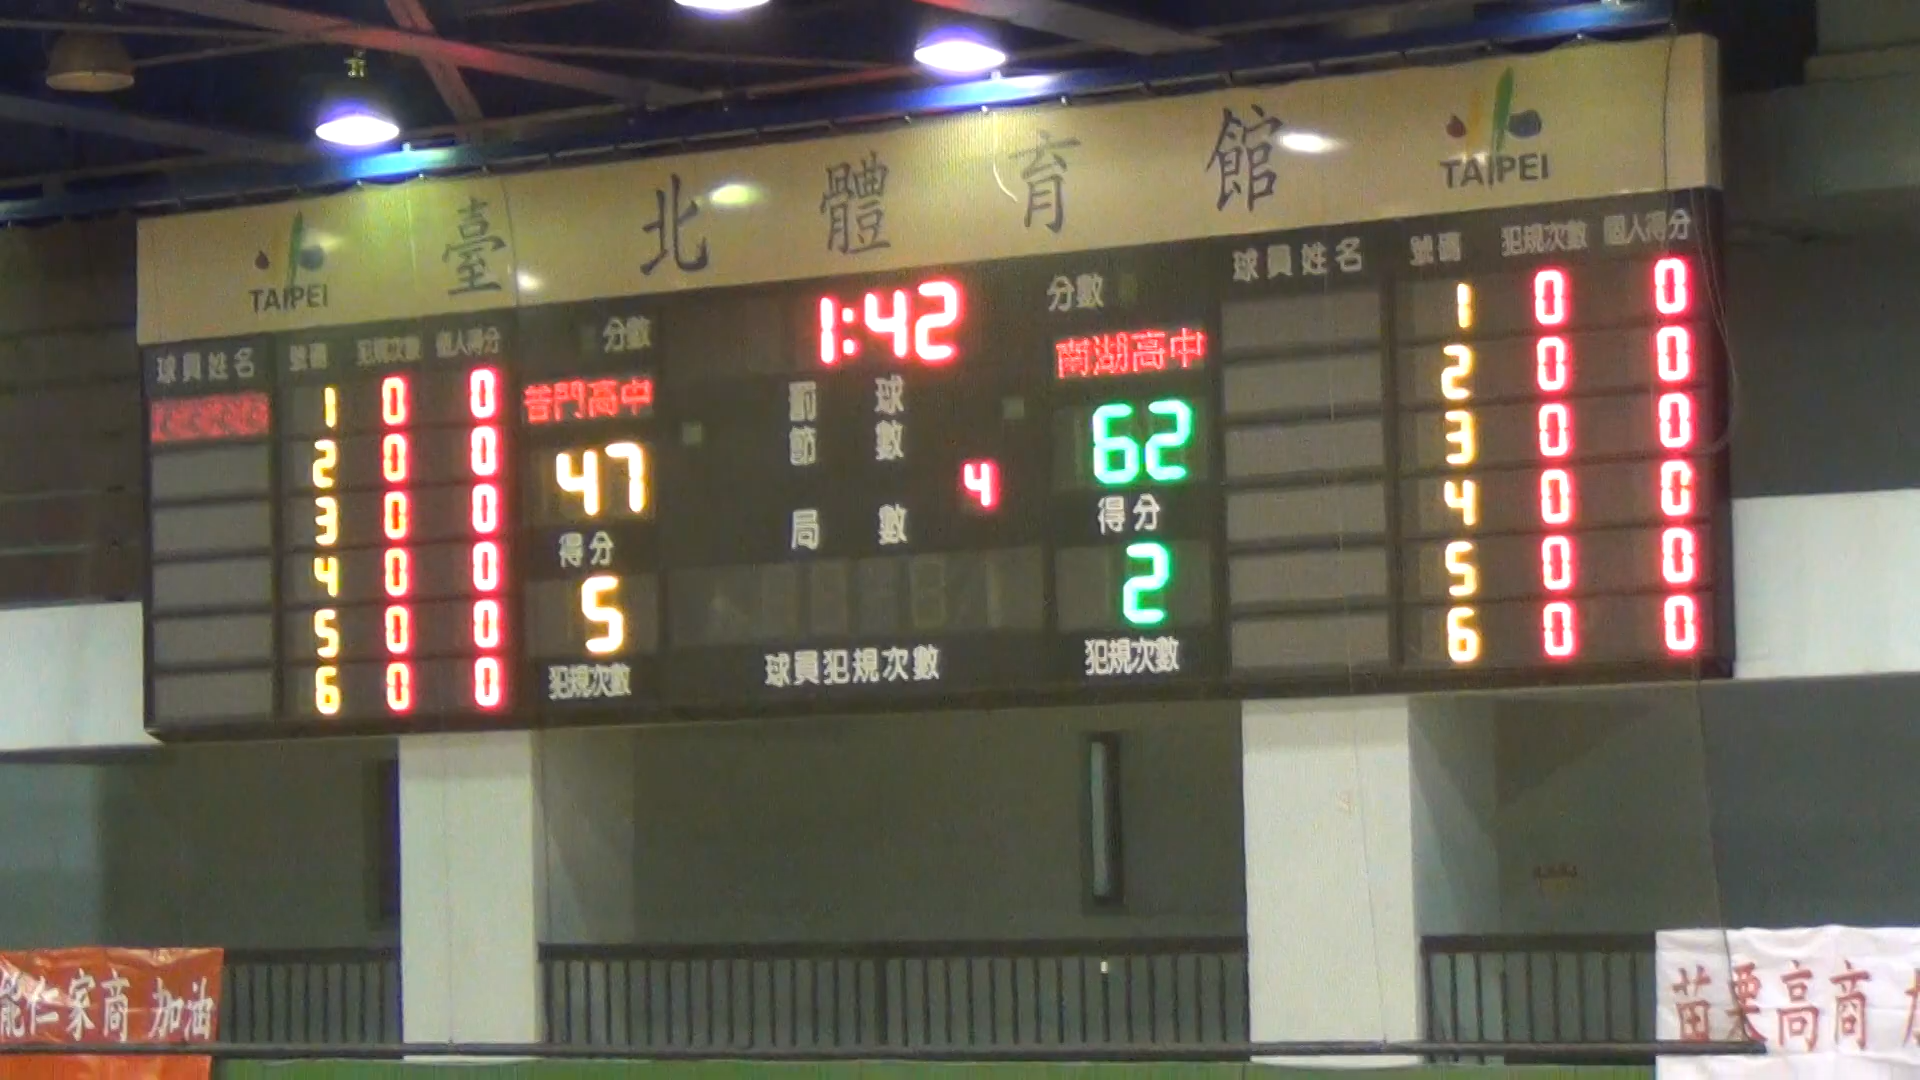 臺北體育館
TAIPEI
TAIPEI
球員姓名 號碼 犯規次數 個人得分
1 0 0
2 0 0
3 0 0
4 0 0
5 0 0
6 0 0
分數
普門高中
47
得分
5
犯規次數
1:42
罰球
節數
局數
4
球員犯規次數
分數
南湖高中
62
得分
2
犯規次數
球員姓名 號碼 犯規次數 個人得分
1 0 0
2 0 0
3 0 0
4 0 0
5 0 0
6 0 0
能仁家商 加油
苗栗高商